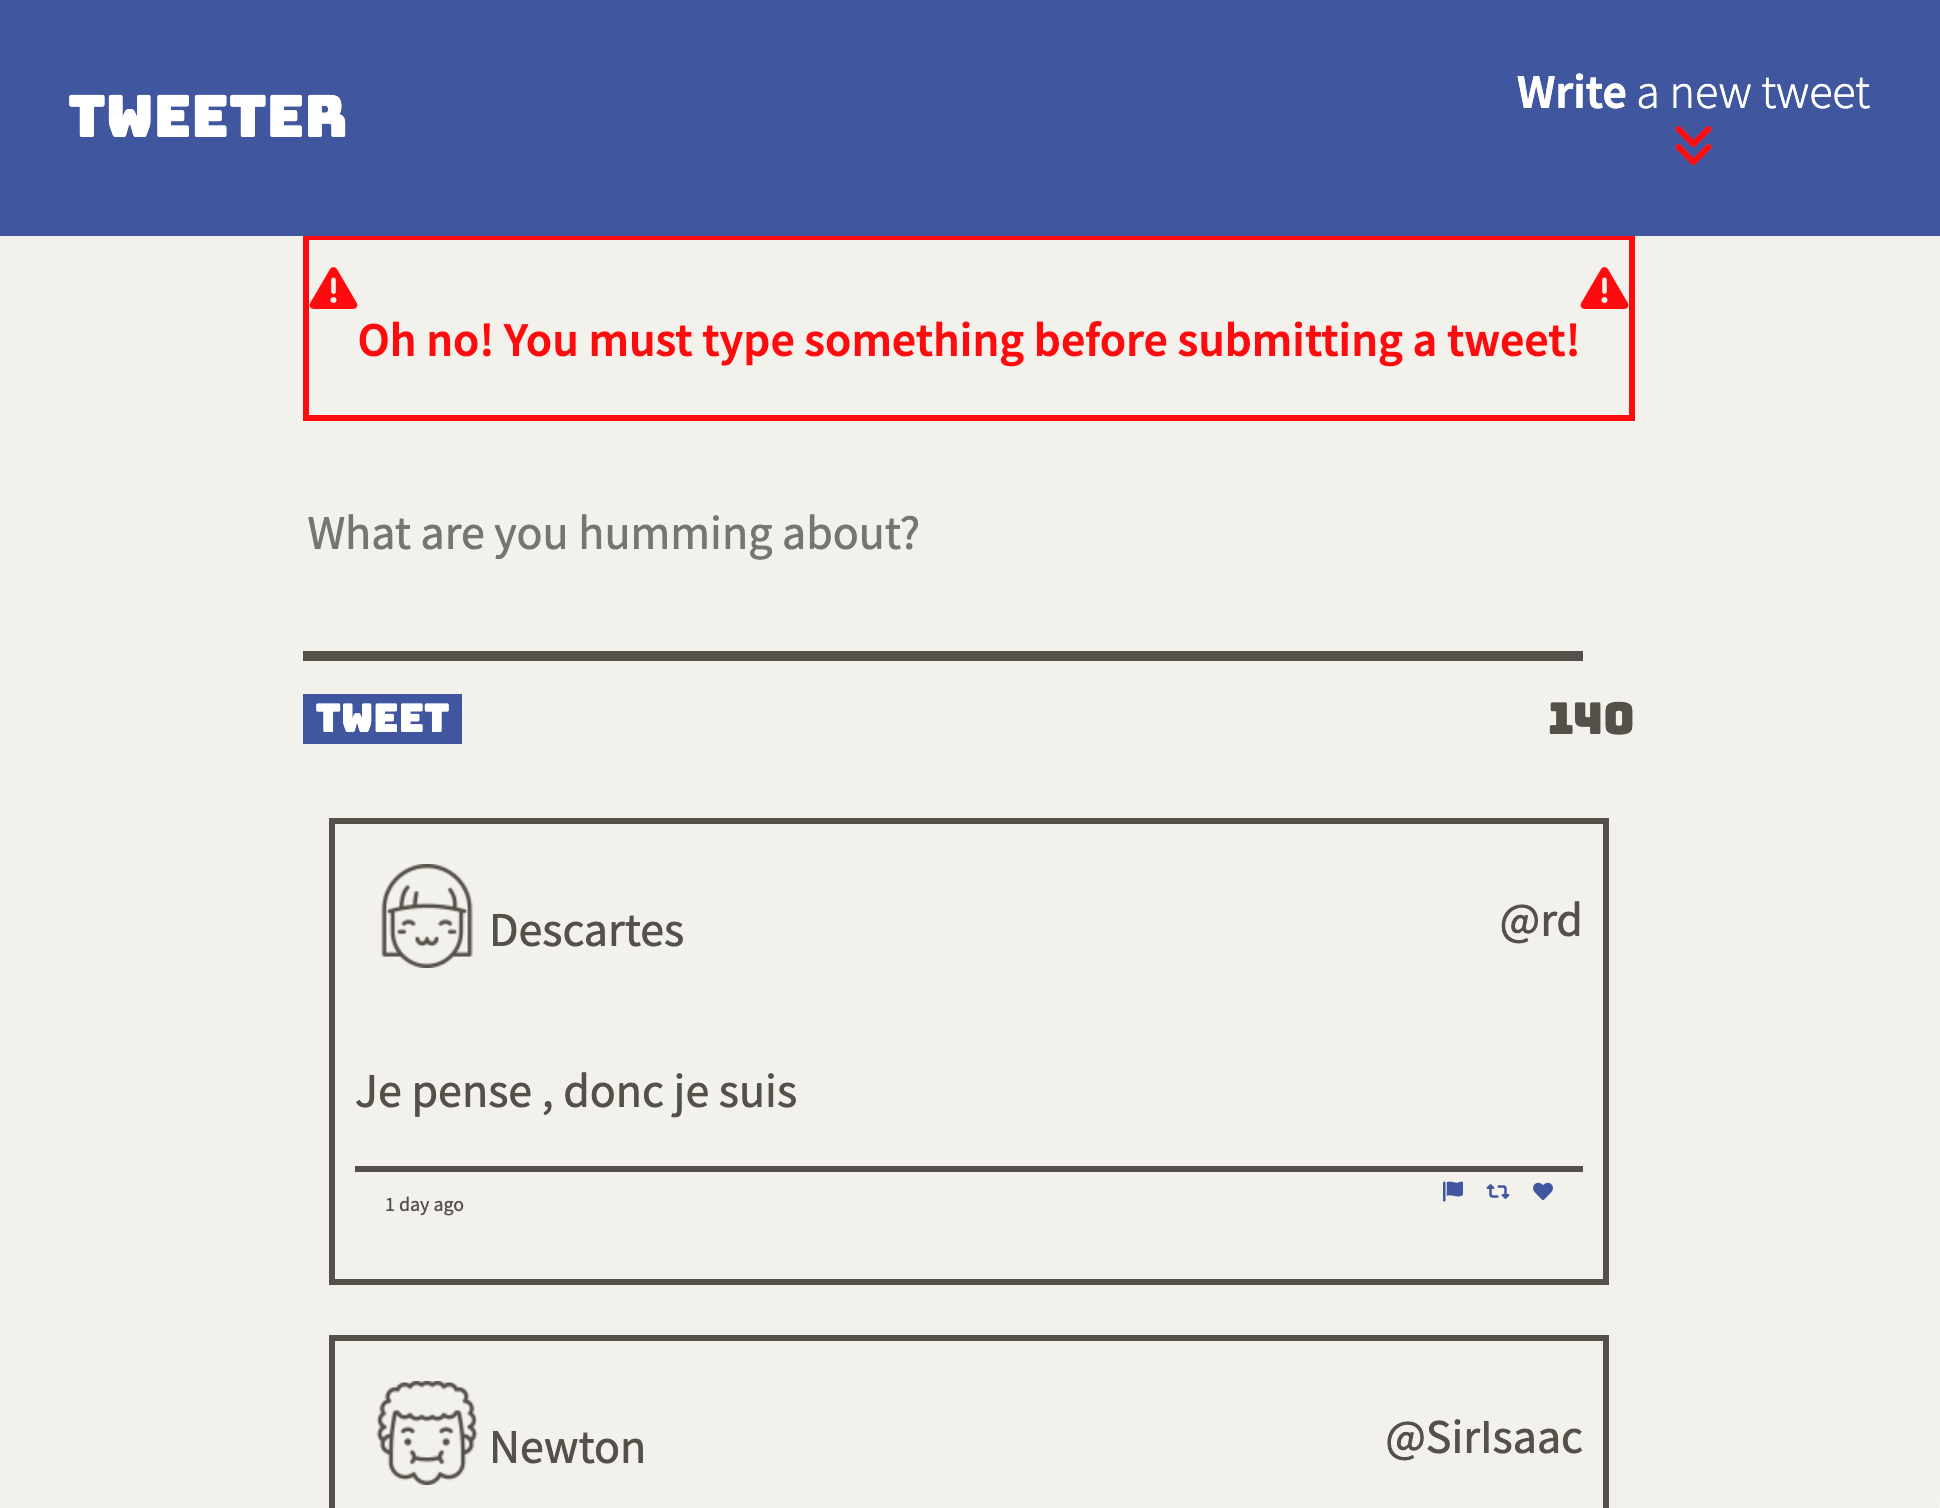 TWEETER
Write a new tweet
Oh no! You must type something before submitting a tweet!
What are you humming about?
TWEET
140
Descartes
@rd
Je pense , donc je suis
1 day ago
Newton
@SirIsaac